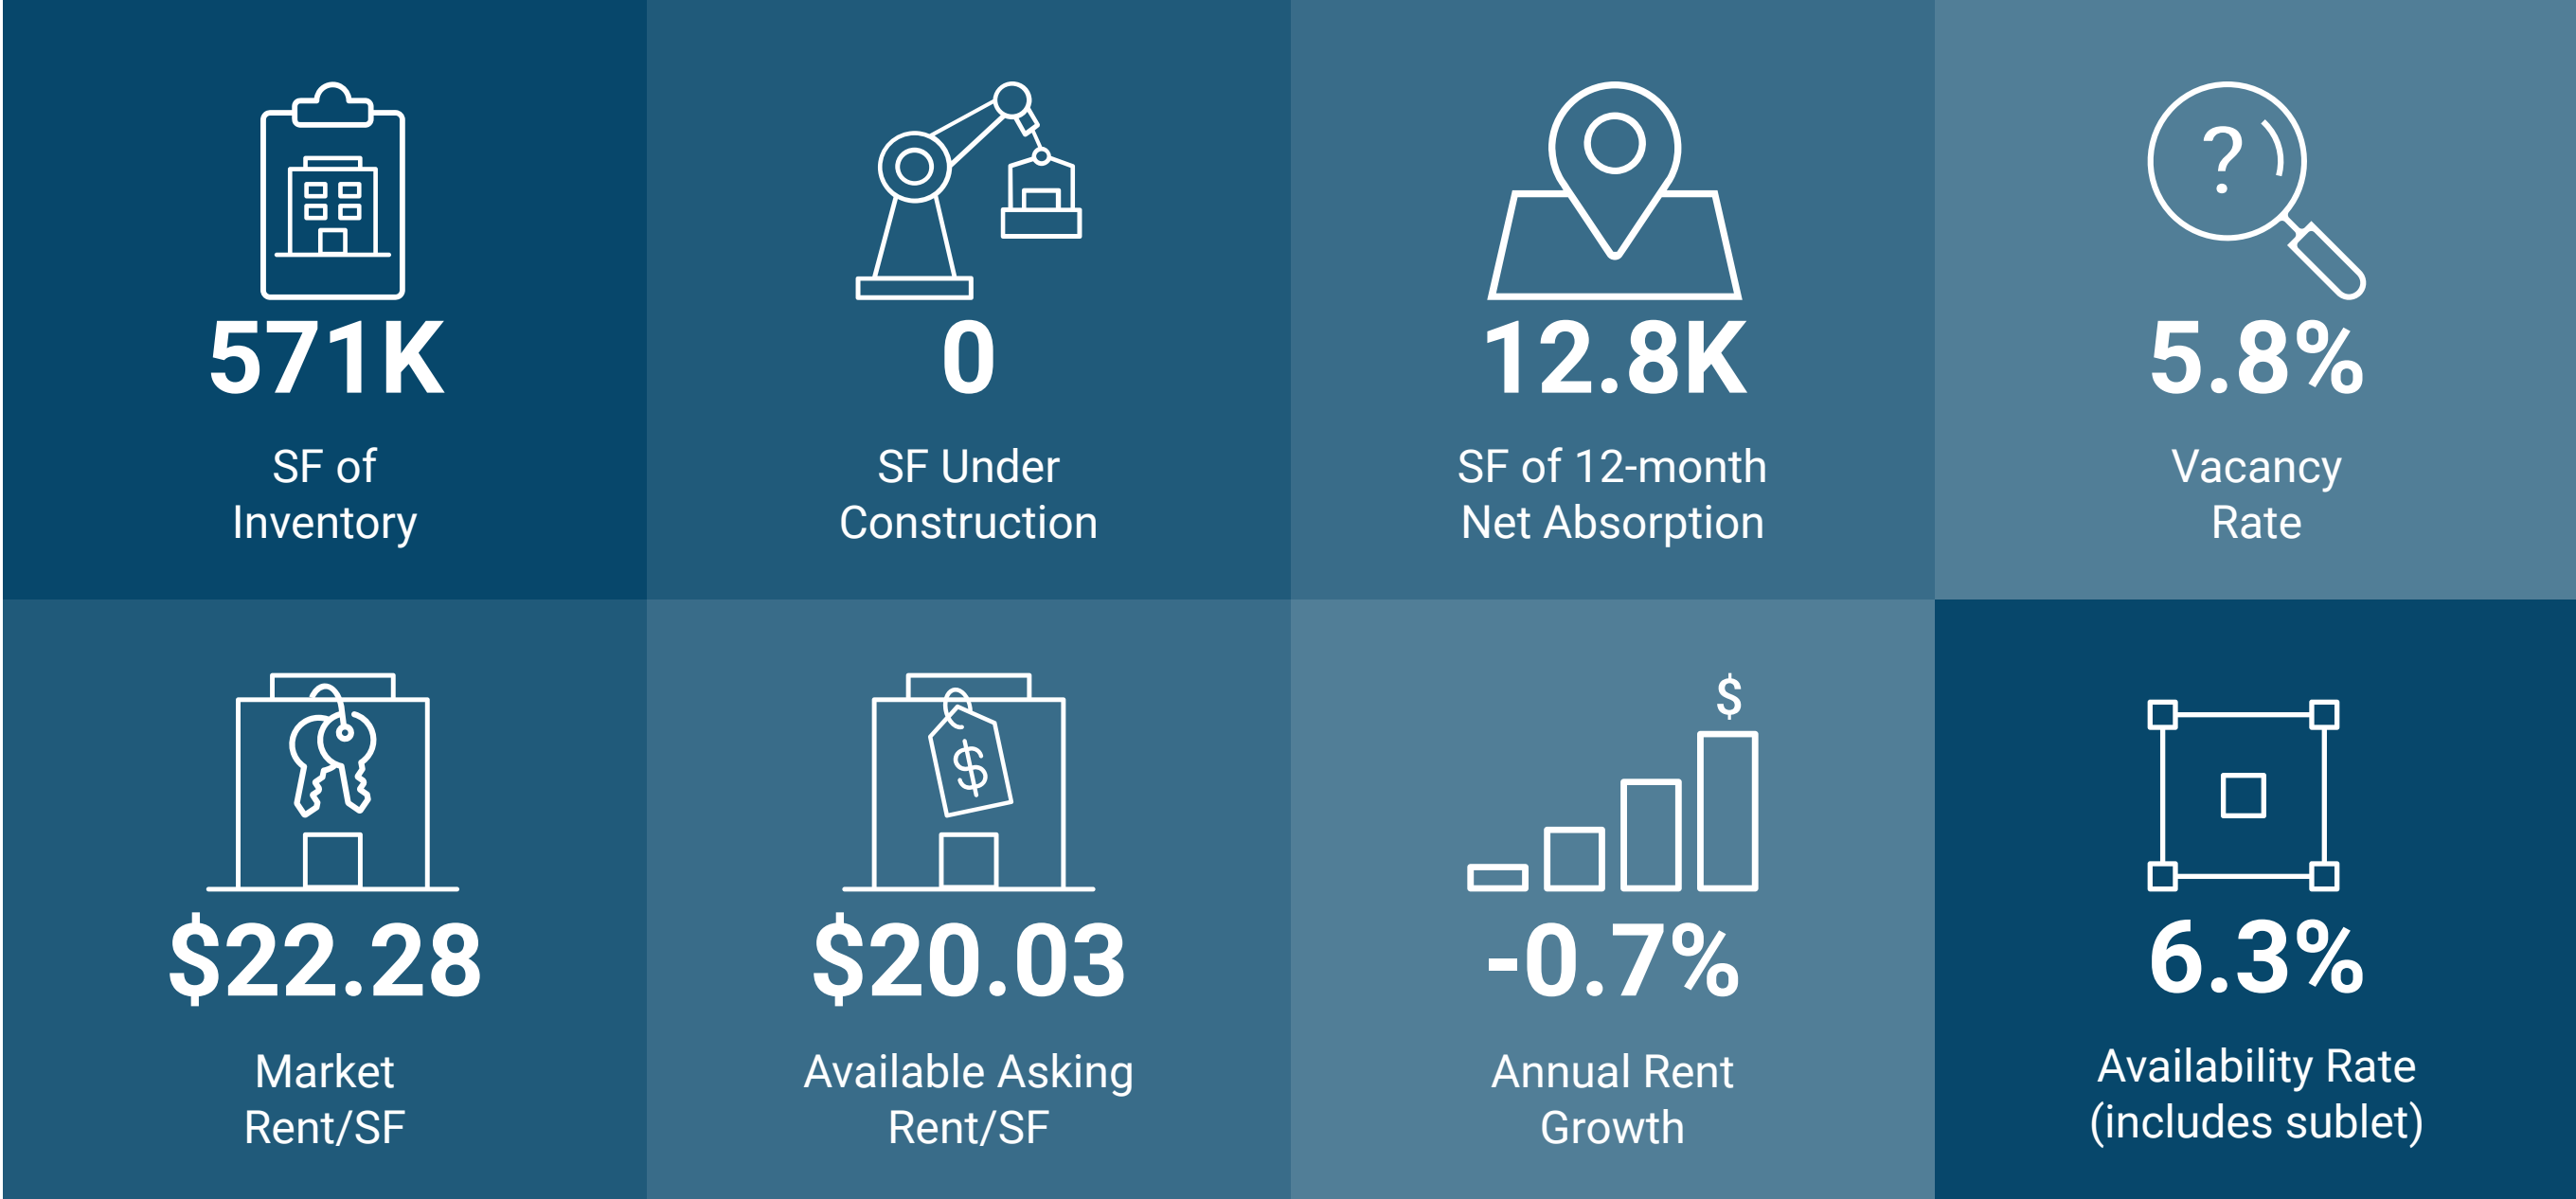 ?
571K
SF of
Inventory
0
SF Under
Construction
12.8K
SF of 12-month
Net Absorption
5.8%
Vacancy
Rate
$22.28
Market
Rent/SF
$
$20.03
Available Asking
Rent/SF
$
-0.7%
Annual Rent
Growth
6.3%
Availability Rate
(includes sublet)